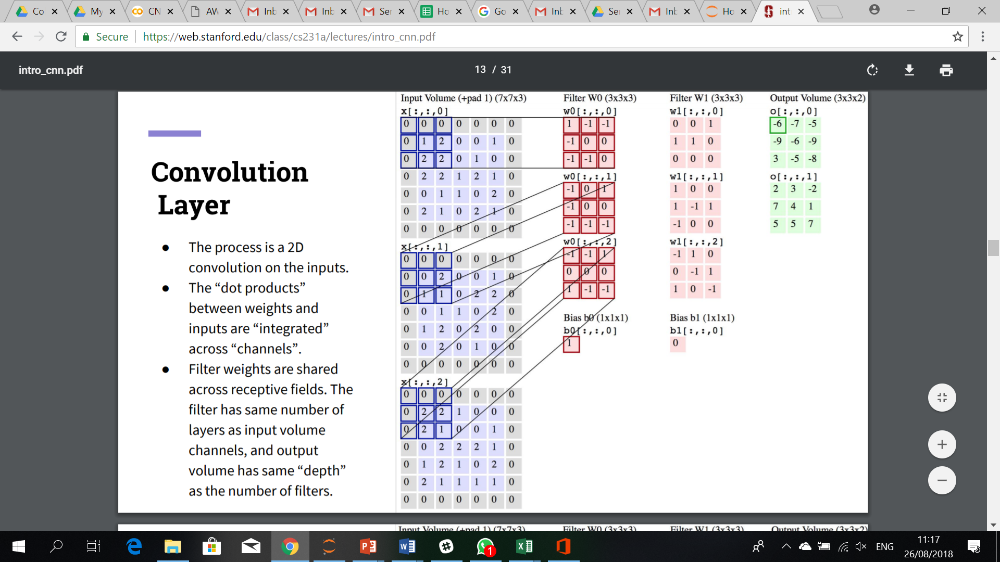 Co
My
CN
AW
Inb
Inb
Ser
Ho
Go
Inb
Ser
Inb
Ho
int
Secure
https://web.stanford.edu/class/cs231a/lectures/intro_cnn.pdf
intro_cnn.pdf
13 / 31
Convolution
Layer
● The process is a 2D
convolution on the inputs.
● The “dot products”
between weights and
inputs are “integrated”
across “channels”.
● Filter weights are shared
across receptive fields. The
filter has same number of
layers as input volume
channels, and output
volume has same “depth”
as the number of filters.
Input Volume (+pad 1) (7x7x3)
x[:,:,0]
0 0 0 0 0 0 0
0 1 2 0 0 1 0
0 2 2 0 1 0 0
0 2 2 1 2 1 0
0 0 1 1 0 2 0
0 2 1 0 2 1 0
0 0 0 0 0 0 0
x[:,:,1]
0 0 0 0 0 0 0
0 0 2 0 0 1 0
0 1 1 0 2 2 0
0 0 1 1 0 2 0
0 1 2 0 2 0 0
0 0 2 0 1 0 0
0 0 0 0 0 0 0
x[:,:,2]
0 0 0 0 0 0 0
0 2 2 1 0 0 0
0 2 1 0 0 1 0
0 0 2 2 2 1 0
0 1 2 1 0 2 0
0 2 1 1 1 1 0
0 0 0 0 0 0 0
Filter W0 (3x3x3)
w0[:,:,0]
1 -1 -1
-1 0 0
-1 -1 0
w0[:,:,1]
-1 0 1
-1 0 0
-1 -1 -1
w0[:,:,2]
-1 -1 1
0 0 0
1 -1 -1
Bias b0 (1x1x1)
b0[:,:,0]
1
Filter W1 (3x3x3)
w1[:,:,0]
0 0 1
1 1 0
0 0 0
w1[:,:,1]
1 0 0
1 -1 1
-1 0 0
w1[:,:,2]
-1 1 0
0 -1 1
1 0 -1
Bias b1 (1x1x1)
b1[:,:,0]
0
Output Volume (3x3x2)
o[:,:,0]
-6 -7 -5
-9 -6 -9
3 -5 -8
o[:,:,1]
2 3 -2
7 4 1
5 5 7
Input Volume (+pad 1) (7x7x3)
Filter W0 (3x3x3)
Filter W1 (3x3x3)
Output Volume (3x3x2)
1
ENG
11:17
26/08/2018